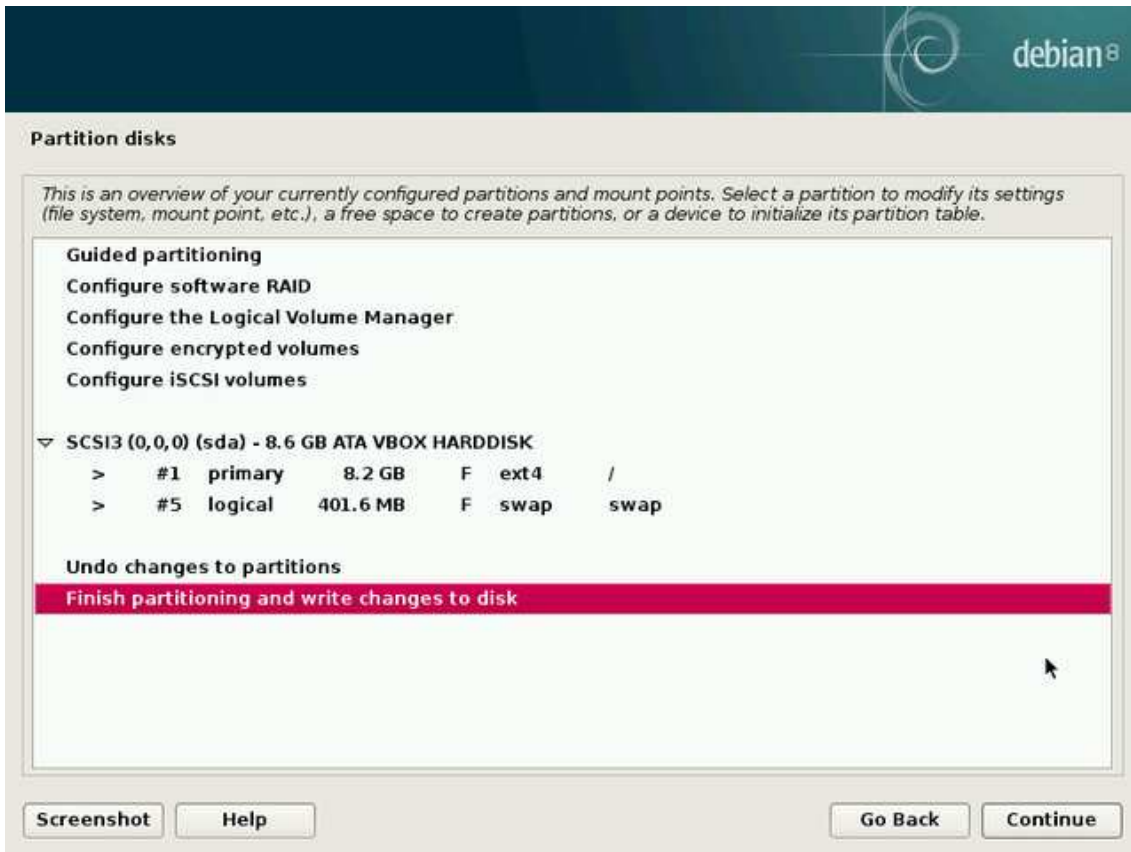 debian 8
Partition disks
This is an overview of your currently configured partitions and mount points. Select a partition to modify its settings
(file system, mount point, etc.), a free space to create partitions, or a device to initialize its partition table.
Guided partitioning
Configure software RAID
Configure the Logical Volume Manager
Configure encrypted volumes
Configure iSCSI volumes
SCSI3 (0,0,0) (sda) - 8.6 GB ATA VBOX HARDDISK
> #1 primary 8.2 GB F ext4 /
> #5 logical 401.6 MB F swap swap
Undo changes to partitions
Finish partitioning and write changes to disk
Screenshot Help Go Back Continue